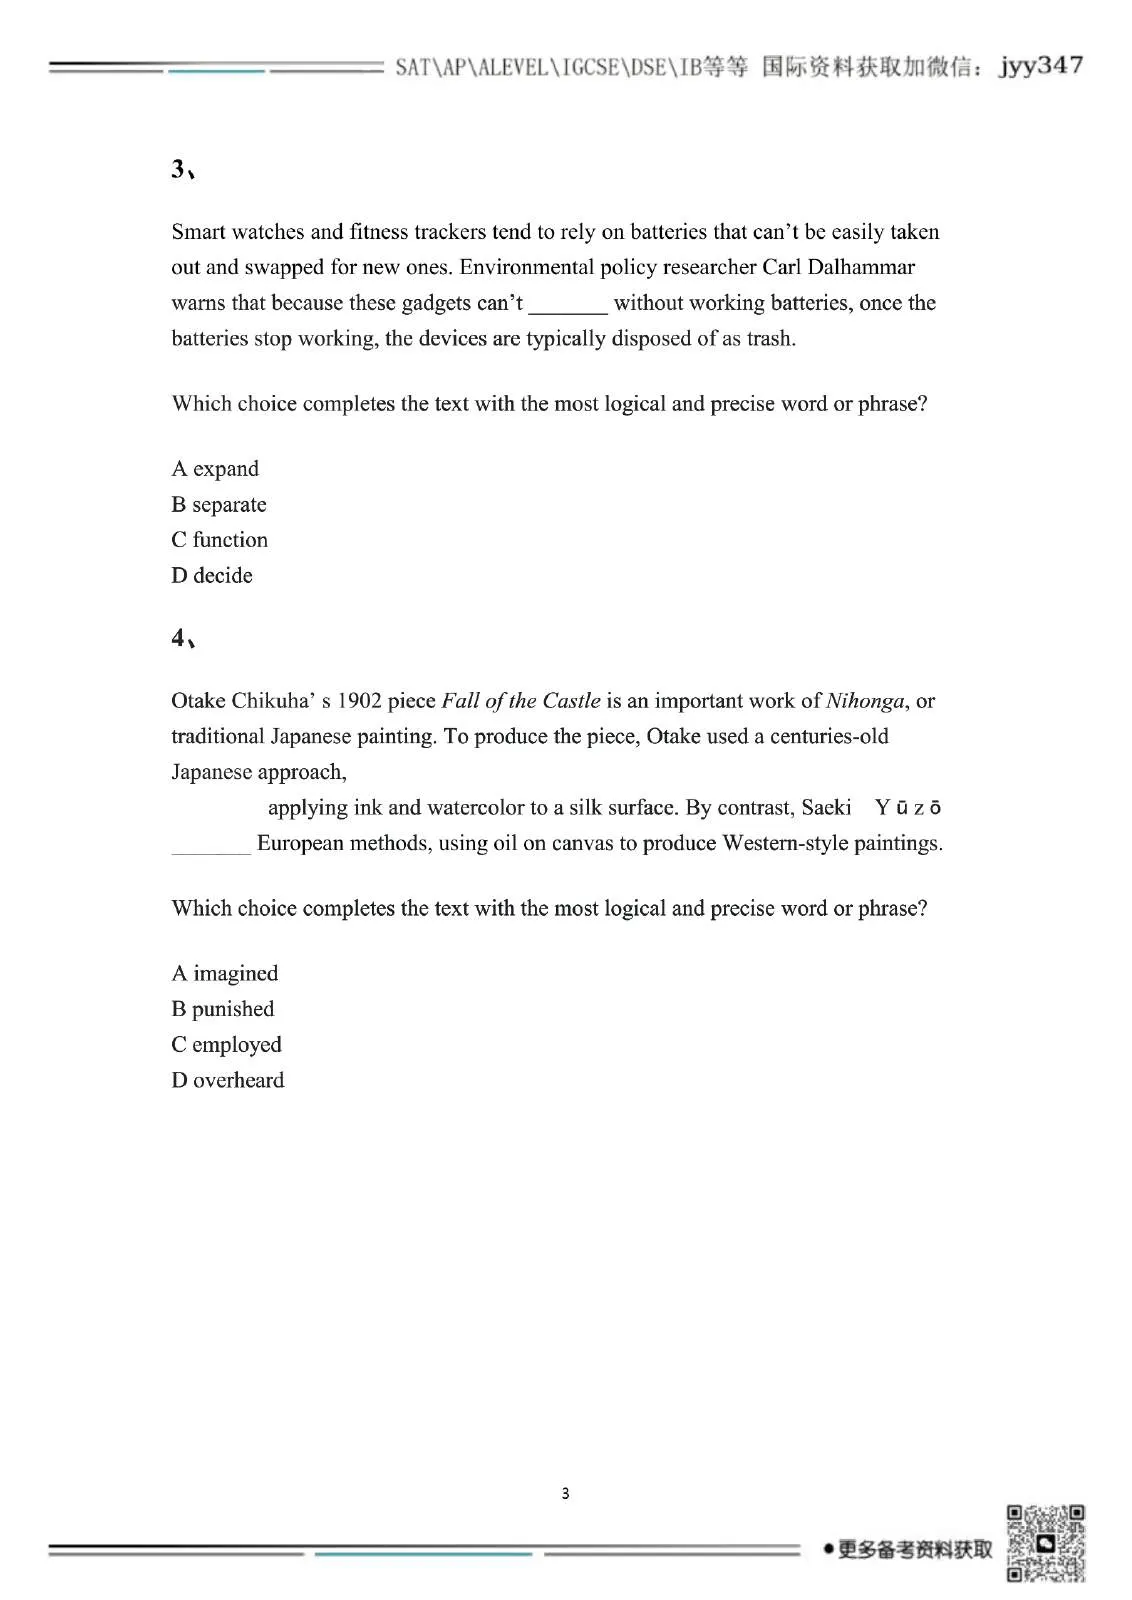 SAT\AP\ALEVEL\IGCSE\DSE\IB等等 国际资料获取加微信：jyy347
3、
Smart watches and fitness trackers tend to rely on batteries that can’t be easily taken
out and swapped for new ones. Environmental policy researcher Carl Dalhammar
warns that because these gadgets can’t _______ without working batteries, once the
batteries stop working, the devices are typically disposed of as trash.
Which choice completes the text with the most logical and precise word or phrase?
A expand
B separate
C function
D decide
4、
Otake Chikuha’ s 1902 piece Fall of the Castle is an important work of Nihonga, or
traditional Japanese painting. To produce the piece, Otake used a centuries-old
Japanese approach,
applying ink and watercolor to a silk surface. By contrast, Saeki Y ū z ō
_______ European methods, using oil on canvas to produce Western-style paintings.
Which choice completes the text with the most logical and precise word or phrase?
A imagined
B punished
C employed
D overheard
3
●更多备考资料获取